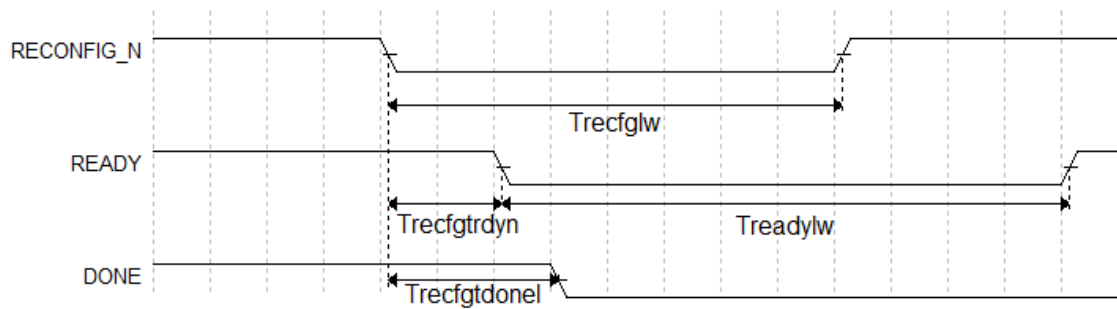 RECONFIG_N
Trecfglw
READY
Trecfgtrdyn
Treadylw
DONE
Trecfgtdonel